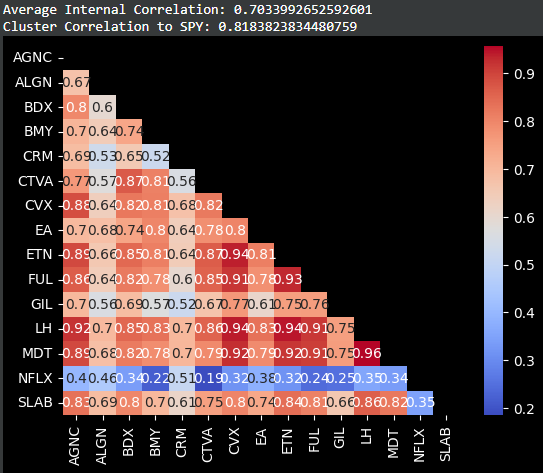 Average Internal Correlation: 0.7033992652592601
Cluster Correlation to SPY: 0.8183823834480759
AGNC
ALGN 0.67
BDX 0.8 0.6
BMY 0.7 0.64 0.74
CRM 0.69 0.53 0.65 0.52
CTVA 0.77 0.57 0.87 0.81 0.56
CVX 0.88 0.64 0.82 0.81 0.68 0.82
EA 0.7 0.68 0.74 0.8 0.64 0.78 0.8
ETN 0.89 0.66 0.85 0.81 0.64 0.87 0.94 0.81
FUL 0.86 0.64 0.82 0.78 0.6 0.85 0.91 0.78 0.93
GIL 0.7 0.56 0.69 0.57 0.52 0.67 0.77 0.61 0.75 0.76
LH 0.92 0.7 0.85 0.83 0.7 0.86 0.94 0.83 0.94 0.91 0.75
MDT 0.89 0.68 0.82 0.78 0.7 0.79 0.92 0.79 0.92 0.91 0.75 0.96
NFLX 0.4 0.46 0.34 0.22 0.51 0.19 0.32 0.38 0.32 0.24 0.25 0.35 0.34
SLAB 0.85 0.69 0.8 0.7 0.61 0.75 0.8 0.74 0.84 0.81 0.66 0.86 0.82 0.35
AGNC ALGN BDX BMY CRM CTVA CVX EA ETN FUL GIL LH MDT NFLX SLAB
0.9
0.8
0.7
0.6
0.5
0.4
0.3
0.2